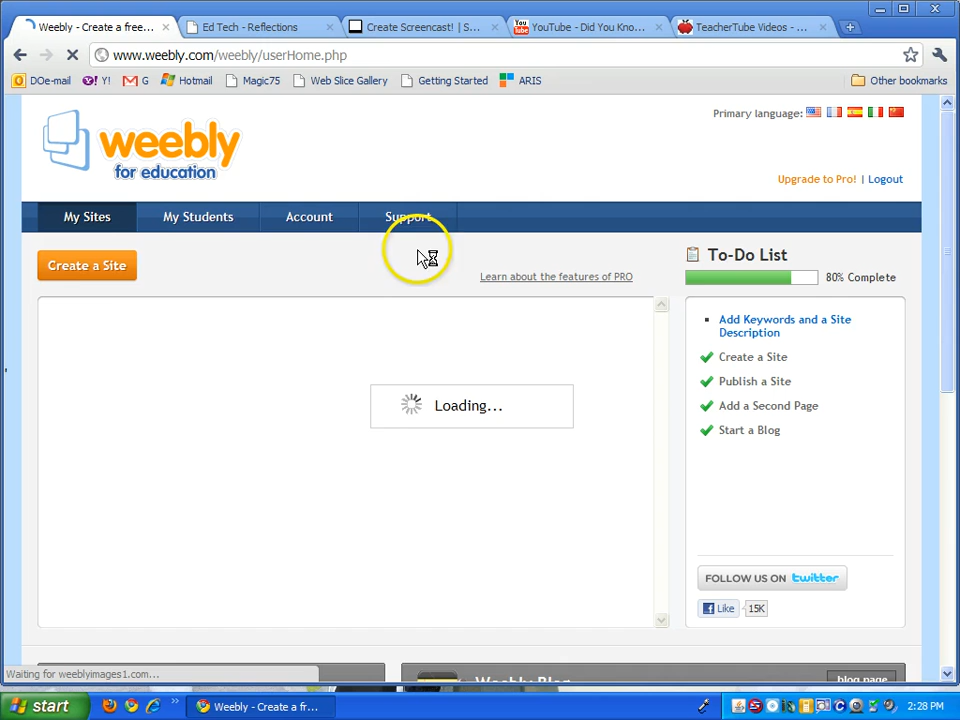 Weebly - Create a free...
Ed Tech - Reflections
Create Screencast! | S...
You Tube
YouTube - Did You Kno...
TeacherTube Videos - ...
www.weebly.com/weebly/userHome.php
DOe-mail
Y!
G
Hotmail
Magic75
Web Slice Gallery
Getting Started
ARIS
Other bookmarks
weebly
for education
Primary language:
Upgrade to Pro! | Logout
My Sites
My Students
Account
Support
Create a Site
Learn about the features of PRO
To-Do List
80% Complete
Add Keywords and a Site
Description
Create a Site
Publish a Site
Add a Second Page
Start a Blog
Loading...
FOLLOW US ON twitter
Like
15K
Waiting for weeblyimages1.com...
Weebly Blog
blog page
start
Weebly - Create a fr...
2:28 PM